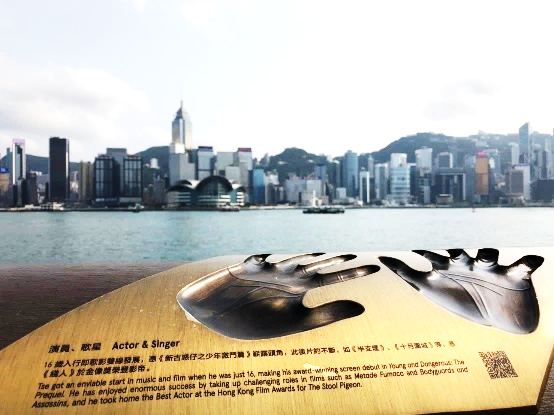 演員、歌星 Actor & Singer
16 歲入行即歌影雙線發展，憑《新古惑仔之少年激鬥篇》嶄露頭角，此後片約不斷，如《半支煙》、《十月圍城》等，憑
《綫人》於金像獎榮登影帝。
Tse got an enviable start in music and film when he was just 16, making his award-winning screen debut in Young and Dangerous: The
Prequel. He has enjoyed enormous success by taking up challenging roles in films such as Metade Fumaca and Bodyguards and
Assassins, and he took home the Best Actor at the Hong Kong Film Awards for The Stool Pigeon.